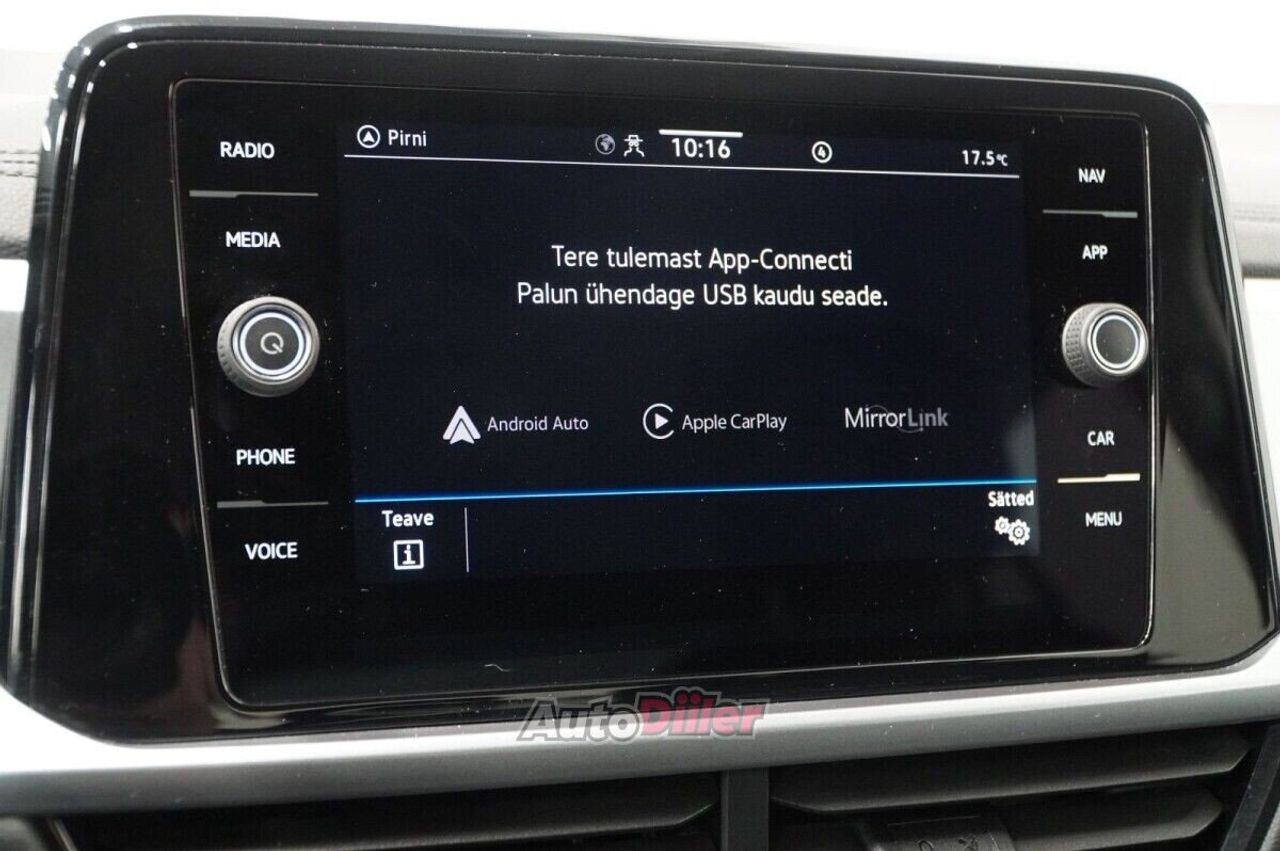 RADIO
MEDIA
PHONE
VOICE
Pirni
10:16
4
17.5°C
Tere tulemast App-Connecti
Palun ühendage USB kaudu seade.
Android Auto
Apple CarPlay
MirrorLink
Teave
i
Sätted
NAV
APP
CAR
MENU
AutoDiiler